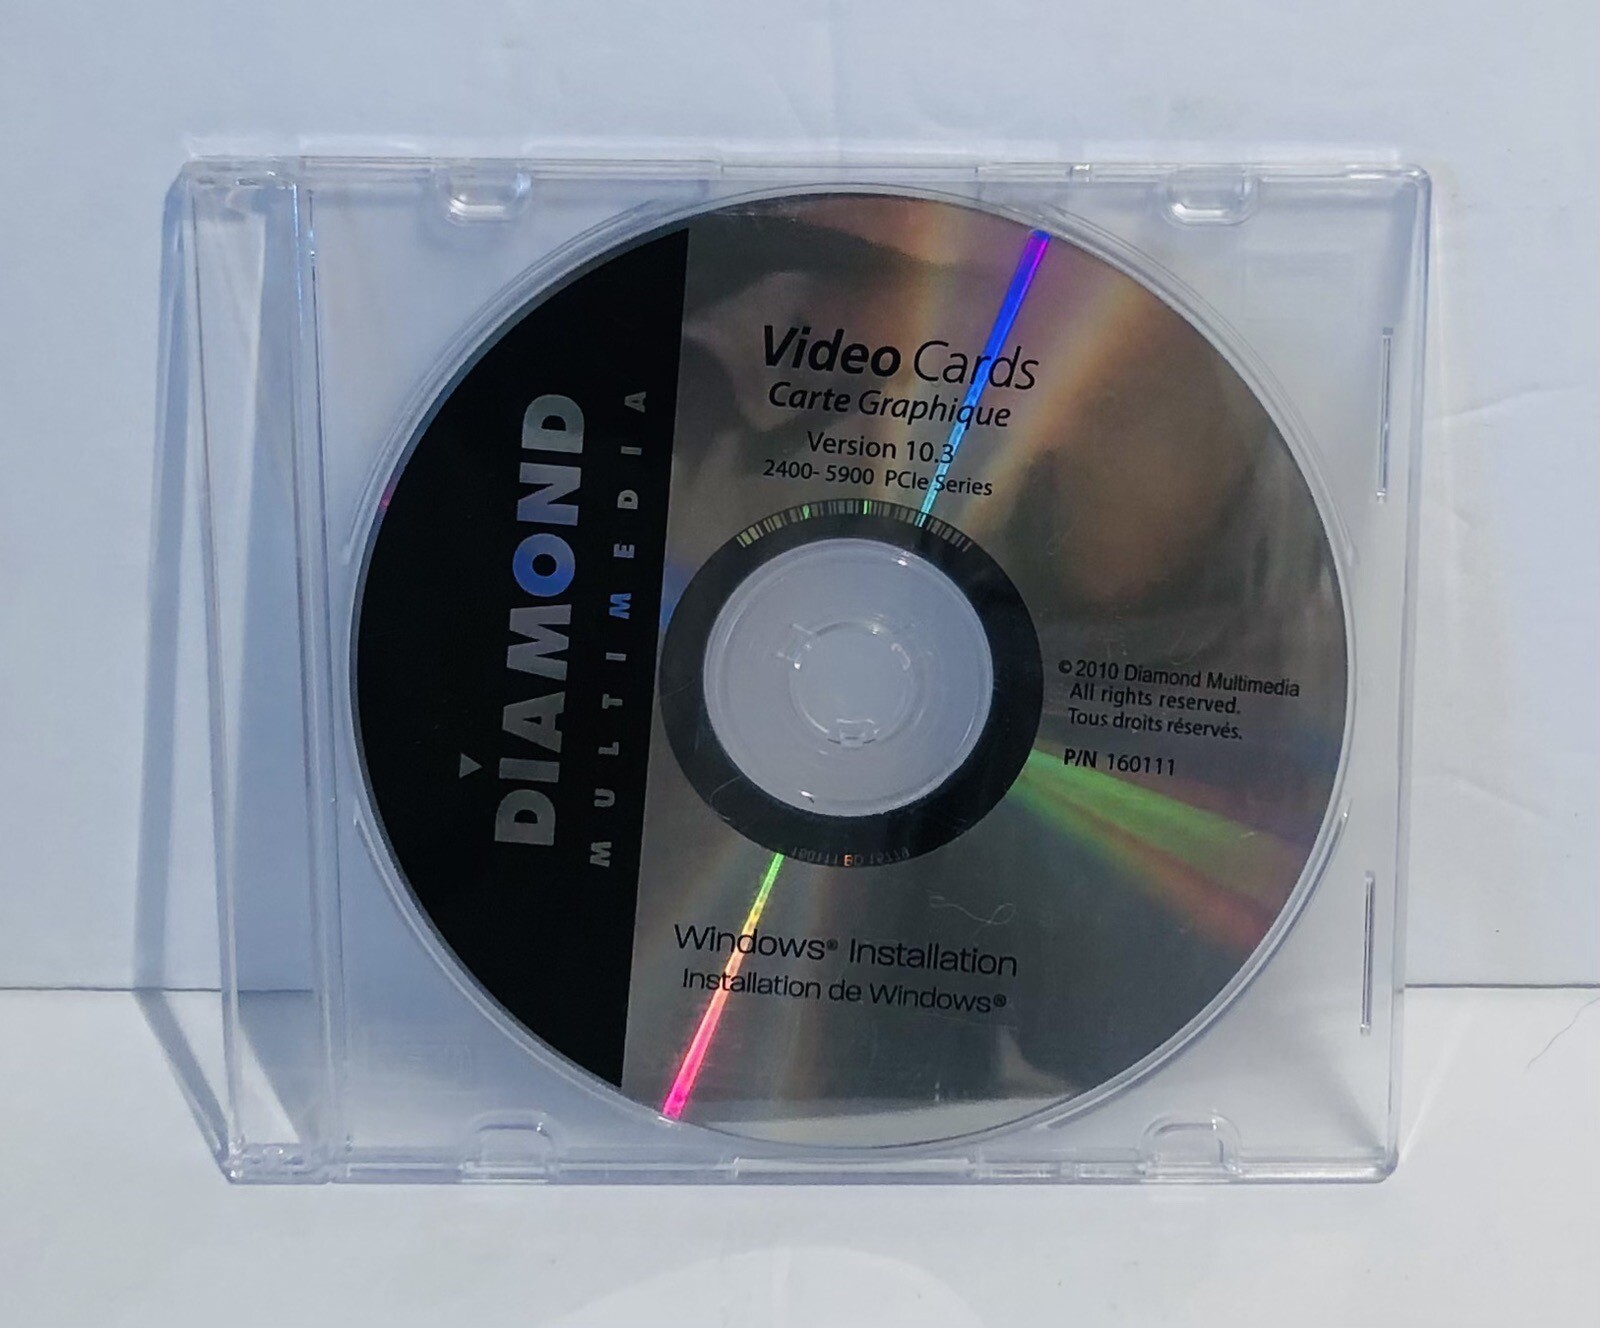 DIAMOND
MULTIMEDIA
Video Cards
Carte Graphique
Version 10.3
2400- 5900 PCIe Series
© 2010 Diamond Multimedia
All rights reserved.
Tous droits réservés.
P/N 160111
Windows® Installation
Installation de Windows®